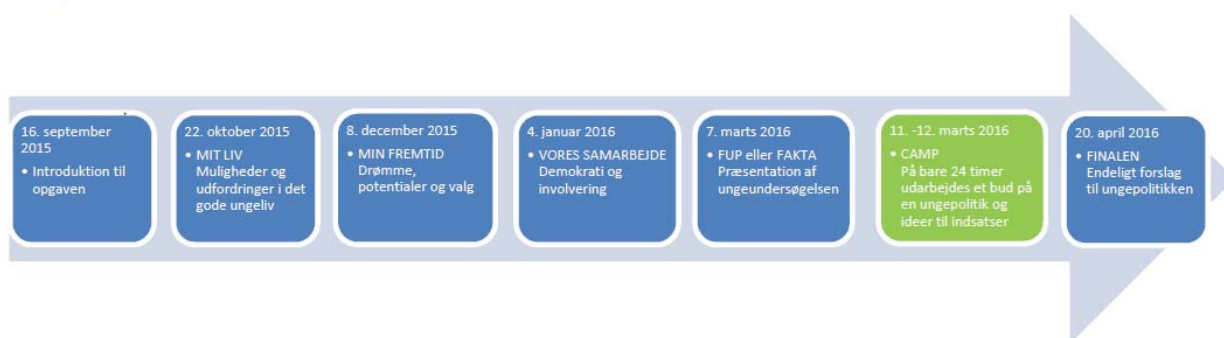 16. september
2015
• Introduktion til
opgaven
22. oktober 2015
• MIT LIV
Muligheder og
udfordringer i det
gode ungeliv
8. december 2015
• MIN FREMTID
Drømme,
potentialer og valg
4. januar 2016
• VORES SAMARBEJDE
Demokrati og
involvering
7. marts 2016
• FUP eller FAKTA
Præsentation af
ungeundersøgelsen
11. -12. marts 2016
• CAMP
På bare 24 timer
udarbejdes et bud på
en ungepolitik og
ideer til indsatser
20. april 2016
• FINALEN
Endeligt forslag
til ungepolitikken